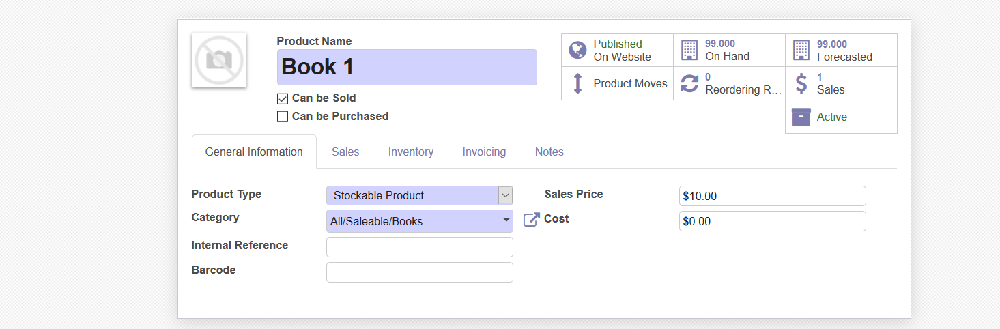 Product Name
Book 1
Can be Sold
Can be Purchased
Published
On Website
99.000
On Hand
99.000
Forecasted
Product Moves
0
Reordering R...
1
Sales
Active
General Information
Sales
Inventory
Invoicing
Notes
Product Type
Stockable Product
Category
All/Saleable/Books
Internal Reference
Barcode
Sales Price
$10.00
Cost
$0.00